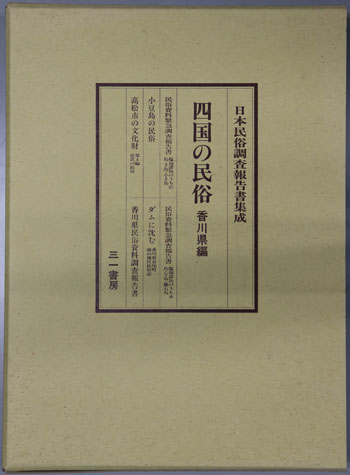 日本民俗調査報告書集成
四国の民俗 香川県編
民俗資料緊急調査報告書
民俗資料緊急調査報告書
小豆島の民俗
ダムに沈む
高松市の文化財
香川県民俗資料調査報告書
三一書房